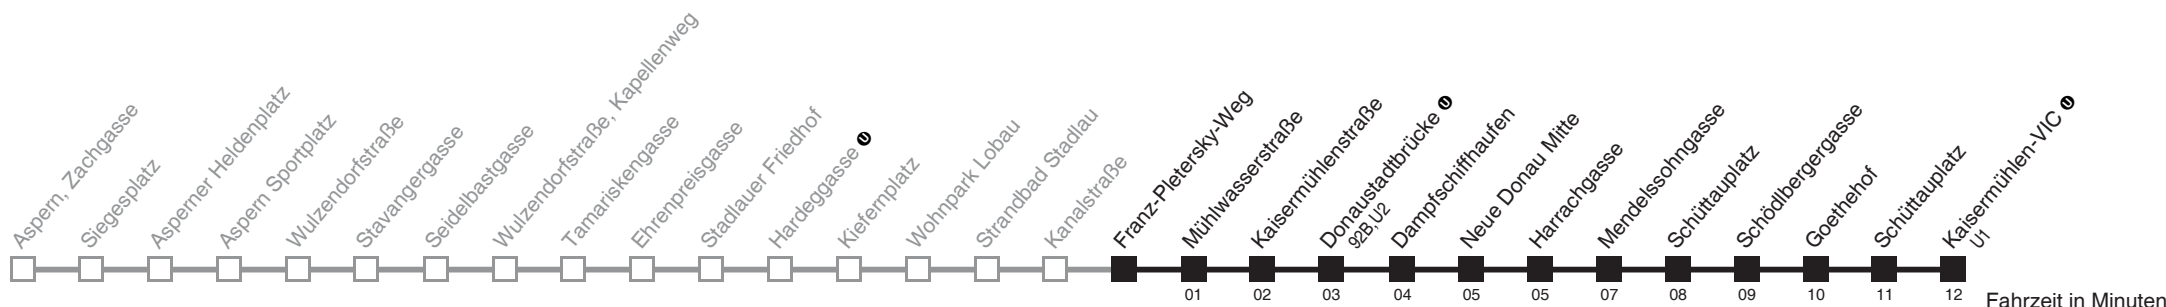 Aspern, Zachgasse
Siegesplatz
Asperner Heldenplatz
Aspern Sportplatz
Wulzendorfstraße
Stavangergasse
Seidelbastgasse
Wulzendorfstraße, Kapellenweg
Tamariskengasse
Ehrenpreisgasse
Stadlauer Friedhof
Hardeggasse U
Kiefernplatz
Wohnpark Lobau
Strandbad Stadlau
Kanalstraße
Franz-Pletersky-Weg
Mühlwasserstraße
Kaisermühlenstraße
Donaustadtbrücke U
92B, U2
Dampfschiffhaufen
Neue Donau Mitte
Harrachgasse
Mendelssohngasse
Schüttauplatz
Schödlbergergasse
Goethehof
Schüttauplatz
Kaisermühlen-VIC U
U1
01 02 03 04 05 05 07 08 09 10 11 12 Fahrzeit in Minuten